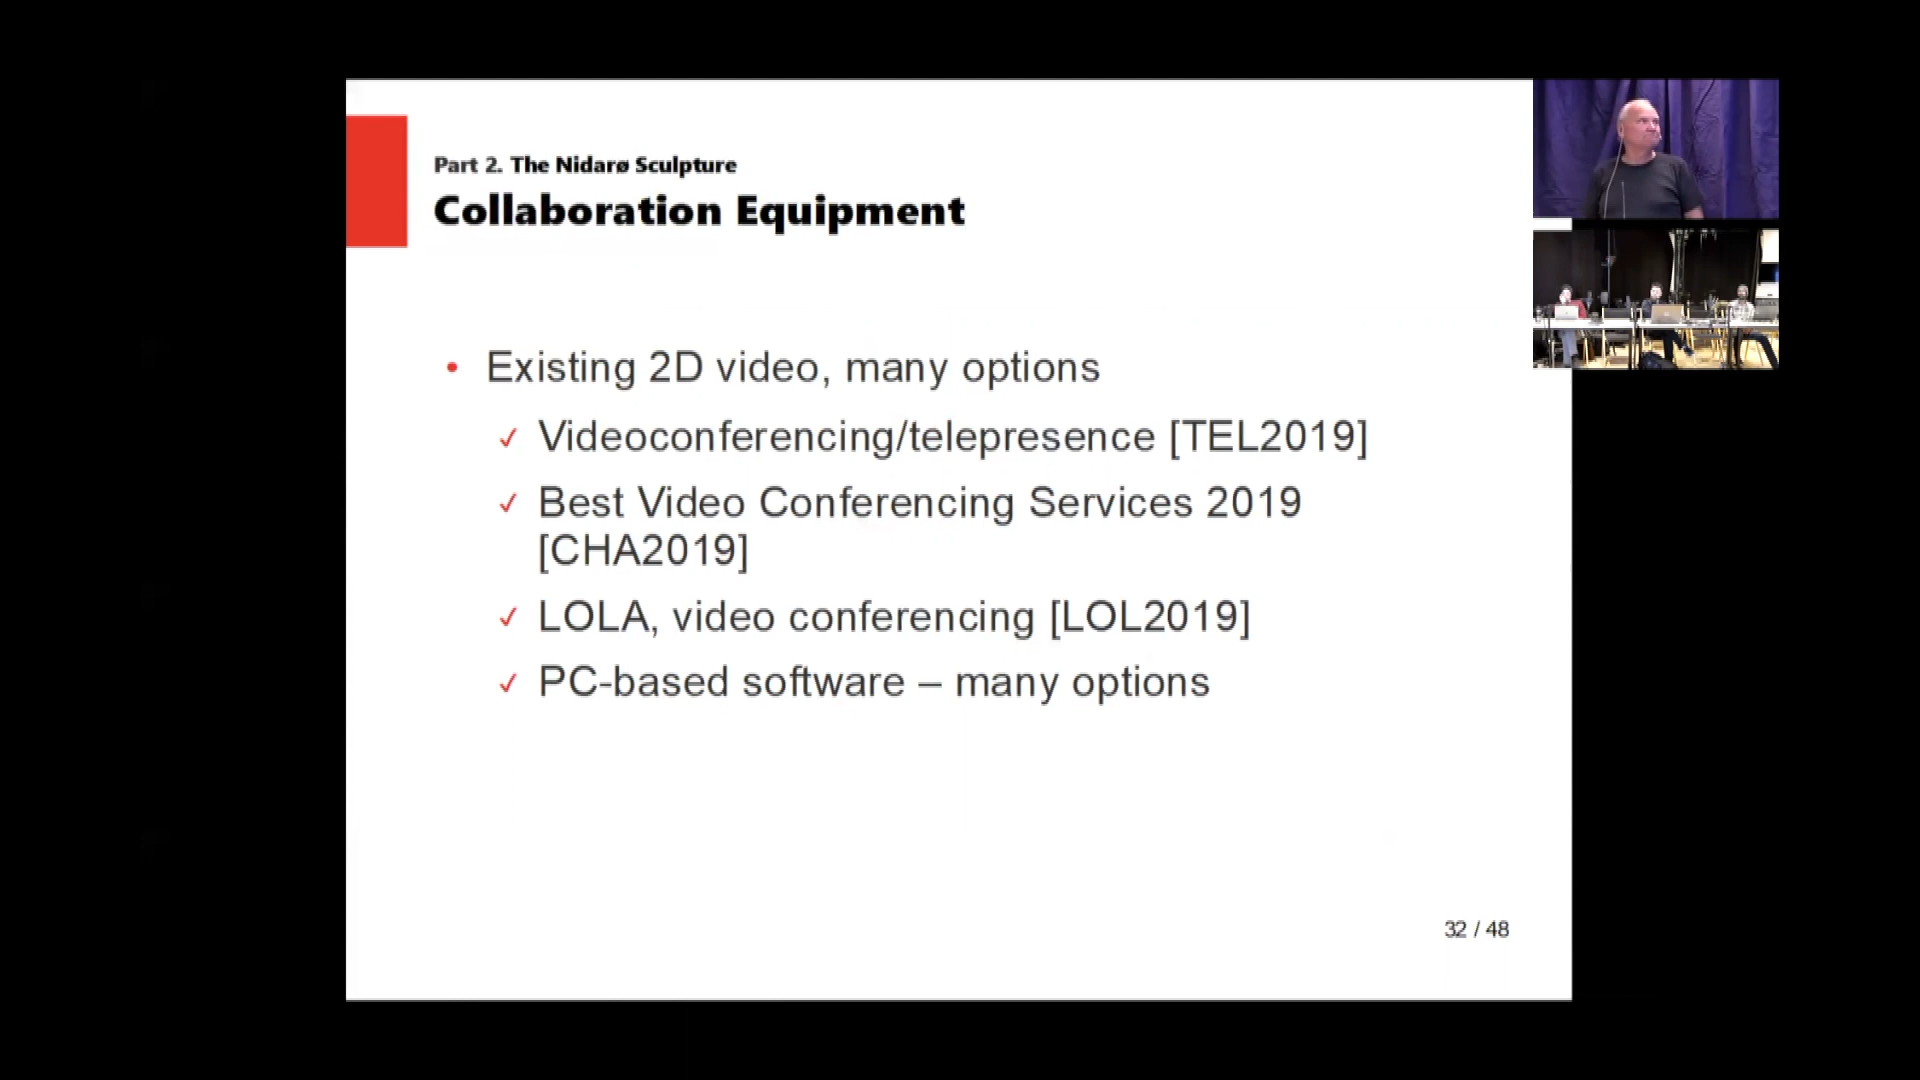 Part 2. The Nidarø Sculpture
Collaboration Equipment
• Existing 2D video, many options
✓ Videoconferencing/telepresence [TEL2019]
✓ Best Video Conferencing Services 2019
[CHA2019]
✓ LOLA, video conferencing [LOL2019]
✓ PC-based software – many options
32 / 48